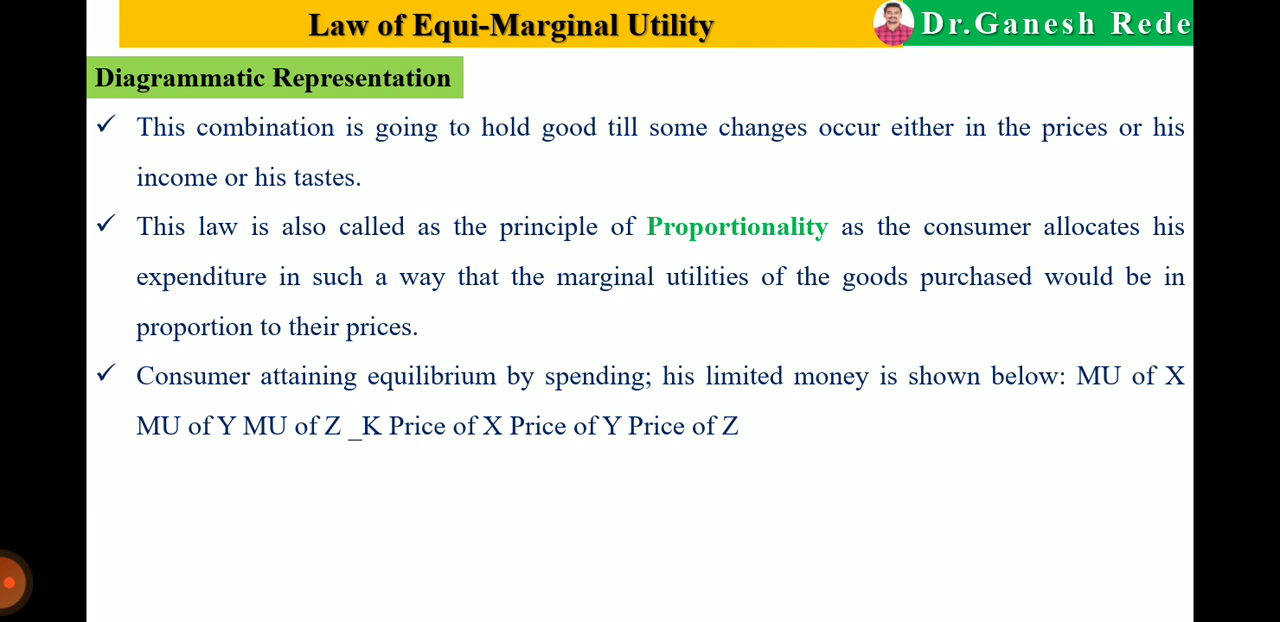 Law of Equi-Marginal Utility
Dr.Ganesh Rede
Diagrammatic Representation
✓ This combination is going to hold good till some changes occur either in the prices or his
income or his tastes.
✓ This law is also called as the principle of Proportionality as the consumer allocates his
expenditure in such a way that the marginal utilities of the goods purchased would be in
proportion to their prices.
✓ Consumer attaining equilibrium by spending; his limited money is shown below: MU of X
MU of Y MU of Z _K Price of X Price of Y Price of Z